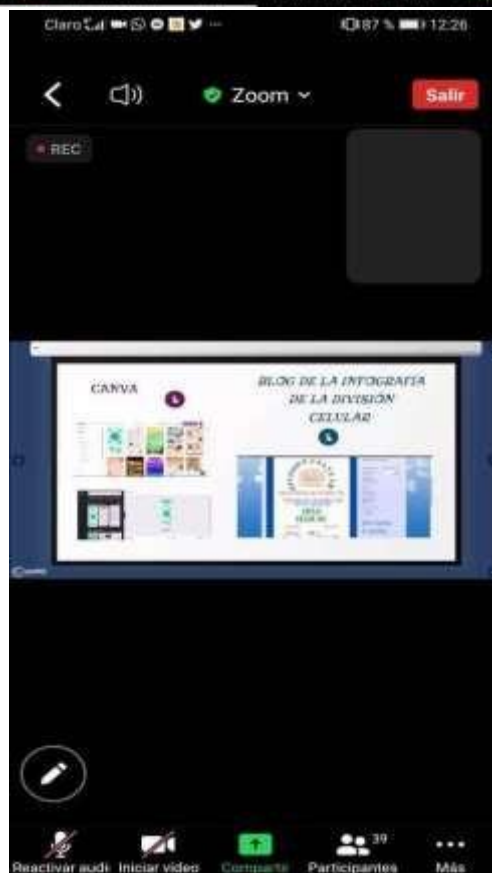 Claro
87 % 12:26
Zoom
Salir
REC
CANVA
BLOG DE LA INFOGRAFÍA
DE LA DIVISIÓN
CELULAR
39
Reactivar audi Iniciar video Compartir Participantes Más